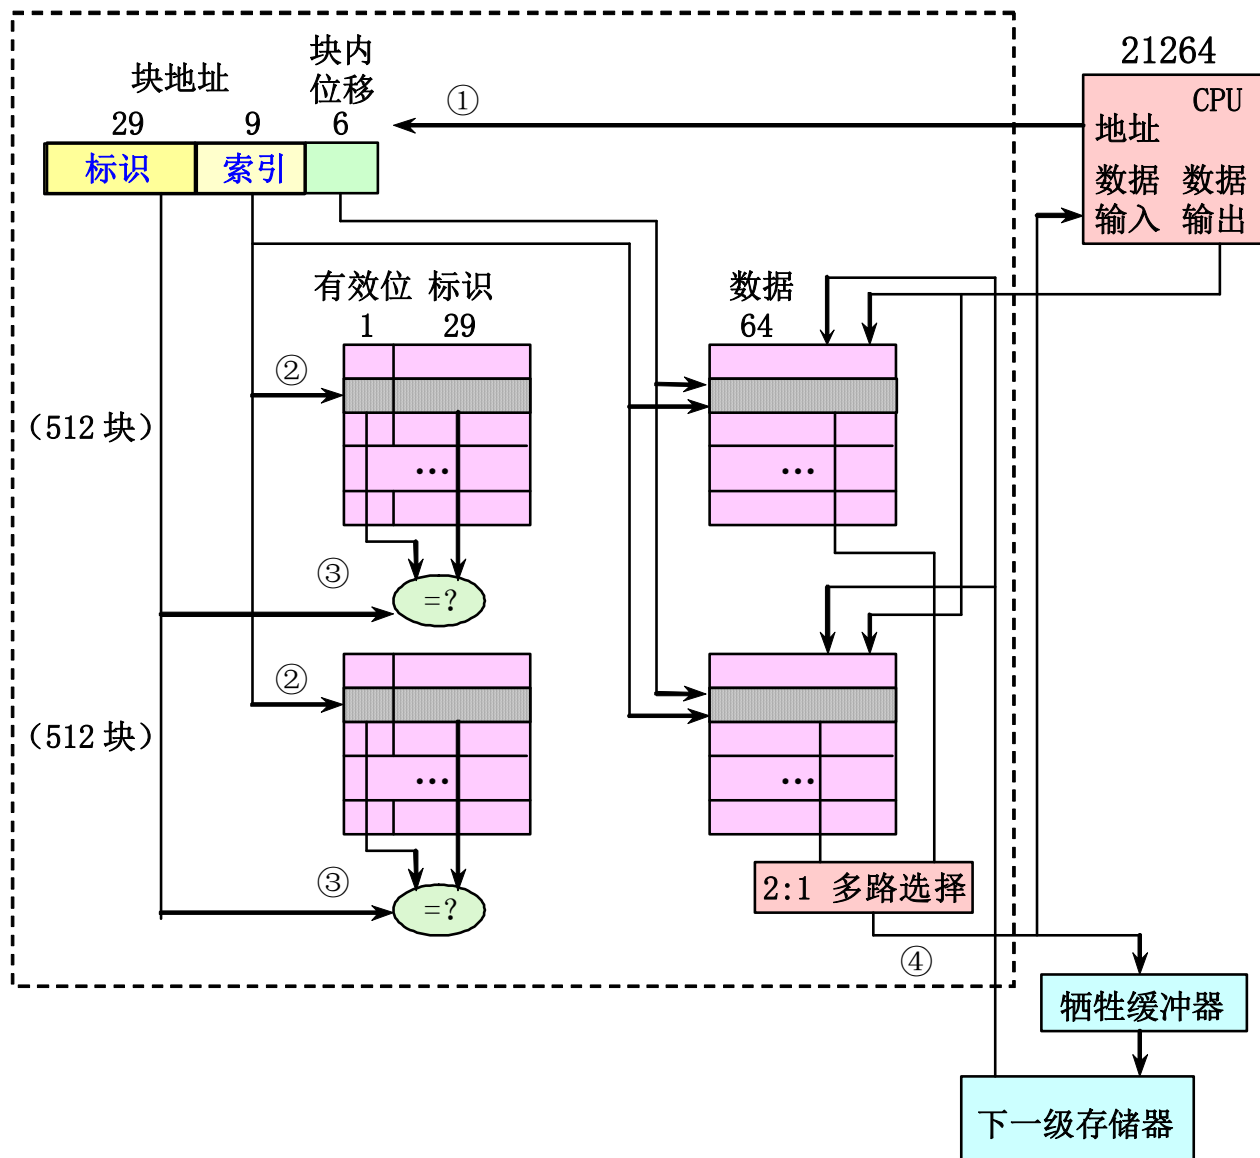 21264
CPU
地址
数据 数据
输入 输出
块地址
块内
位移
29 9 6
标识 索引
①
有效位 标识
1 29
数据
64
②
(512 块)
…
…
③
=?
②
(512 块)
…
…
③
=?
2:1 多路选择
④
牺牲缓冲器
下一级存储器